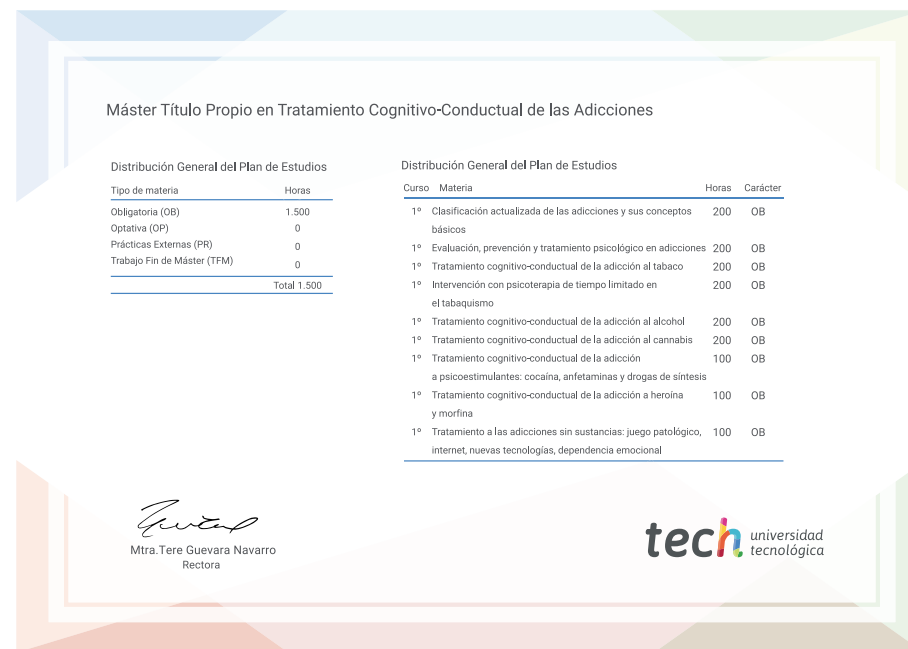 Máster Título Propio en Tratamiento Cognitivo-Conductual de las Adicciones
Distribución General del Plan de Estudios
Tipo de materia Horas
Obligatoria (OB) 1.500
Optativa (OP) 0
Prácticas Externas (PR) 0
Trabajo Fin de Máster (TFM) 0
Total 1.500
Distribución General del Plan de Estudios
Curso Materia Horas Carácter
1º Clasificación actualizada de las adicciones y sus conceptos 200 OB
básicos
1º Evaluación, prevención y tratamiento psicológico en adicciones 200 OB
1º Tratamiento cognitivo-conductual de la adicción al tabaco 200 OB
1º Intervención con psicoterapia de tiempo limitado en 200 OB
el tabaquismo
1º Tratamiento cognitivo-conductual de la adicción al alcohol 200 OB
1º Tratamiento cognitivo-conductual de la adicción al cannabis 200 OB
1º Tratamiento cognitivo-conductual de la adicción 100 OB
a psicoestimulantes: cocaína, anfetaminas y drogas de síntesis
1º Tratamiento cognitivo-conductual de la adicción a heroína 100 OB
y morfina
1º Tratamiento a las adicciones sin sustancias: juego patológico, 100 OB
internet, nuevas tecnologías, dependencia emocional
Mtra.Tere Guevara Navarro
Rectora
tech universidad
tecnológica